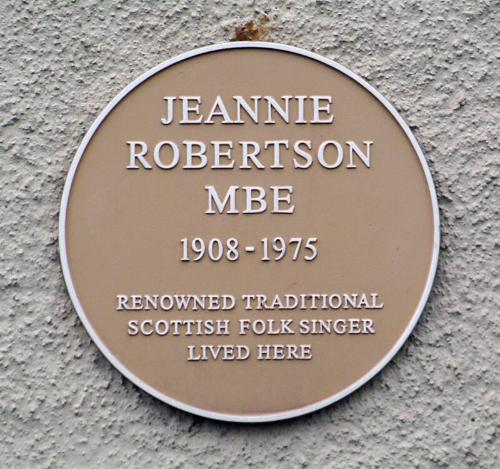 JEANNIE
ROBERTSON
MBE
1908-1975
RENOWNED TRADITIONAL
SCOTTISH FOLK SINGER
LIVED HERE